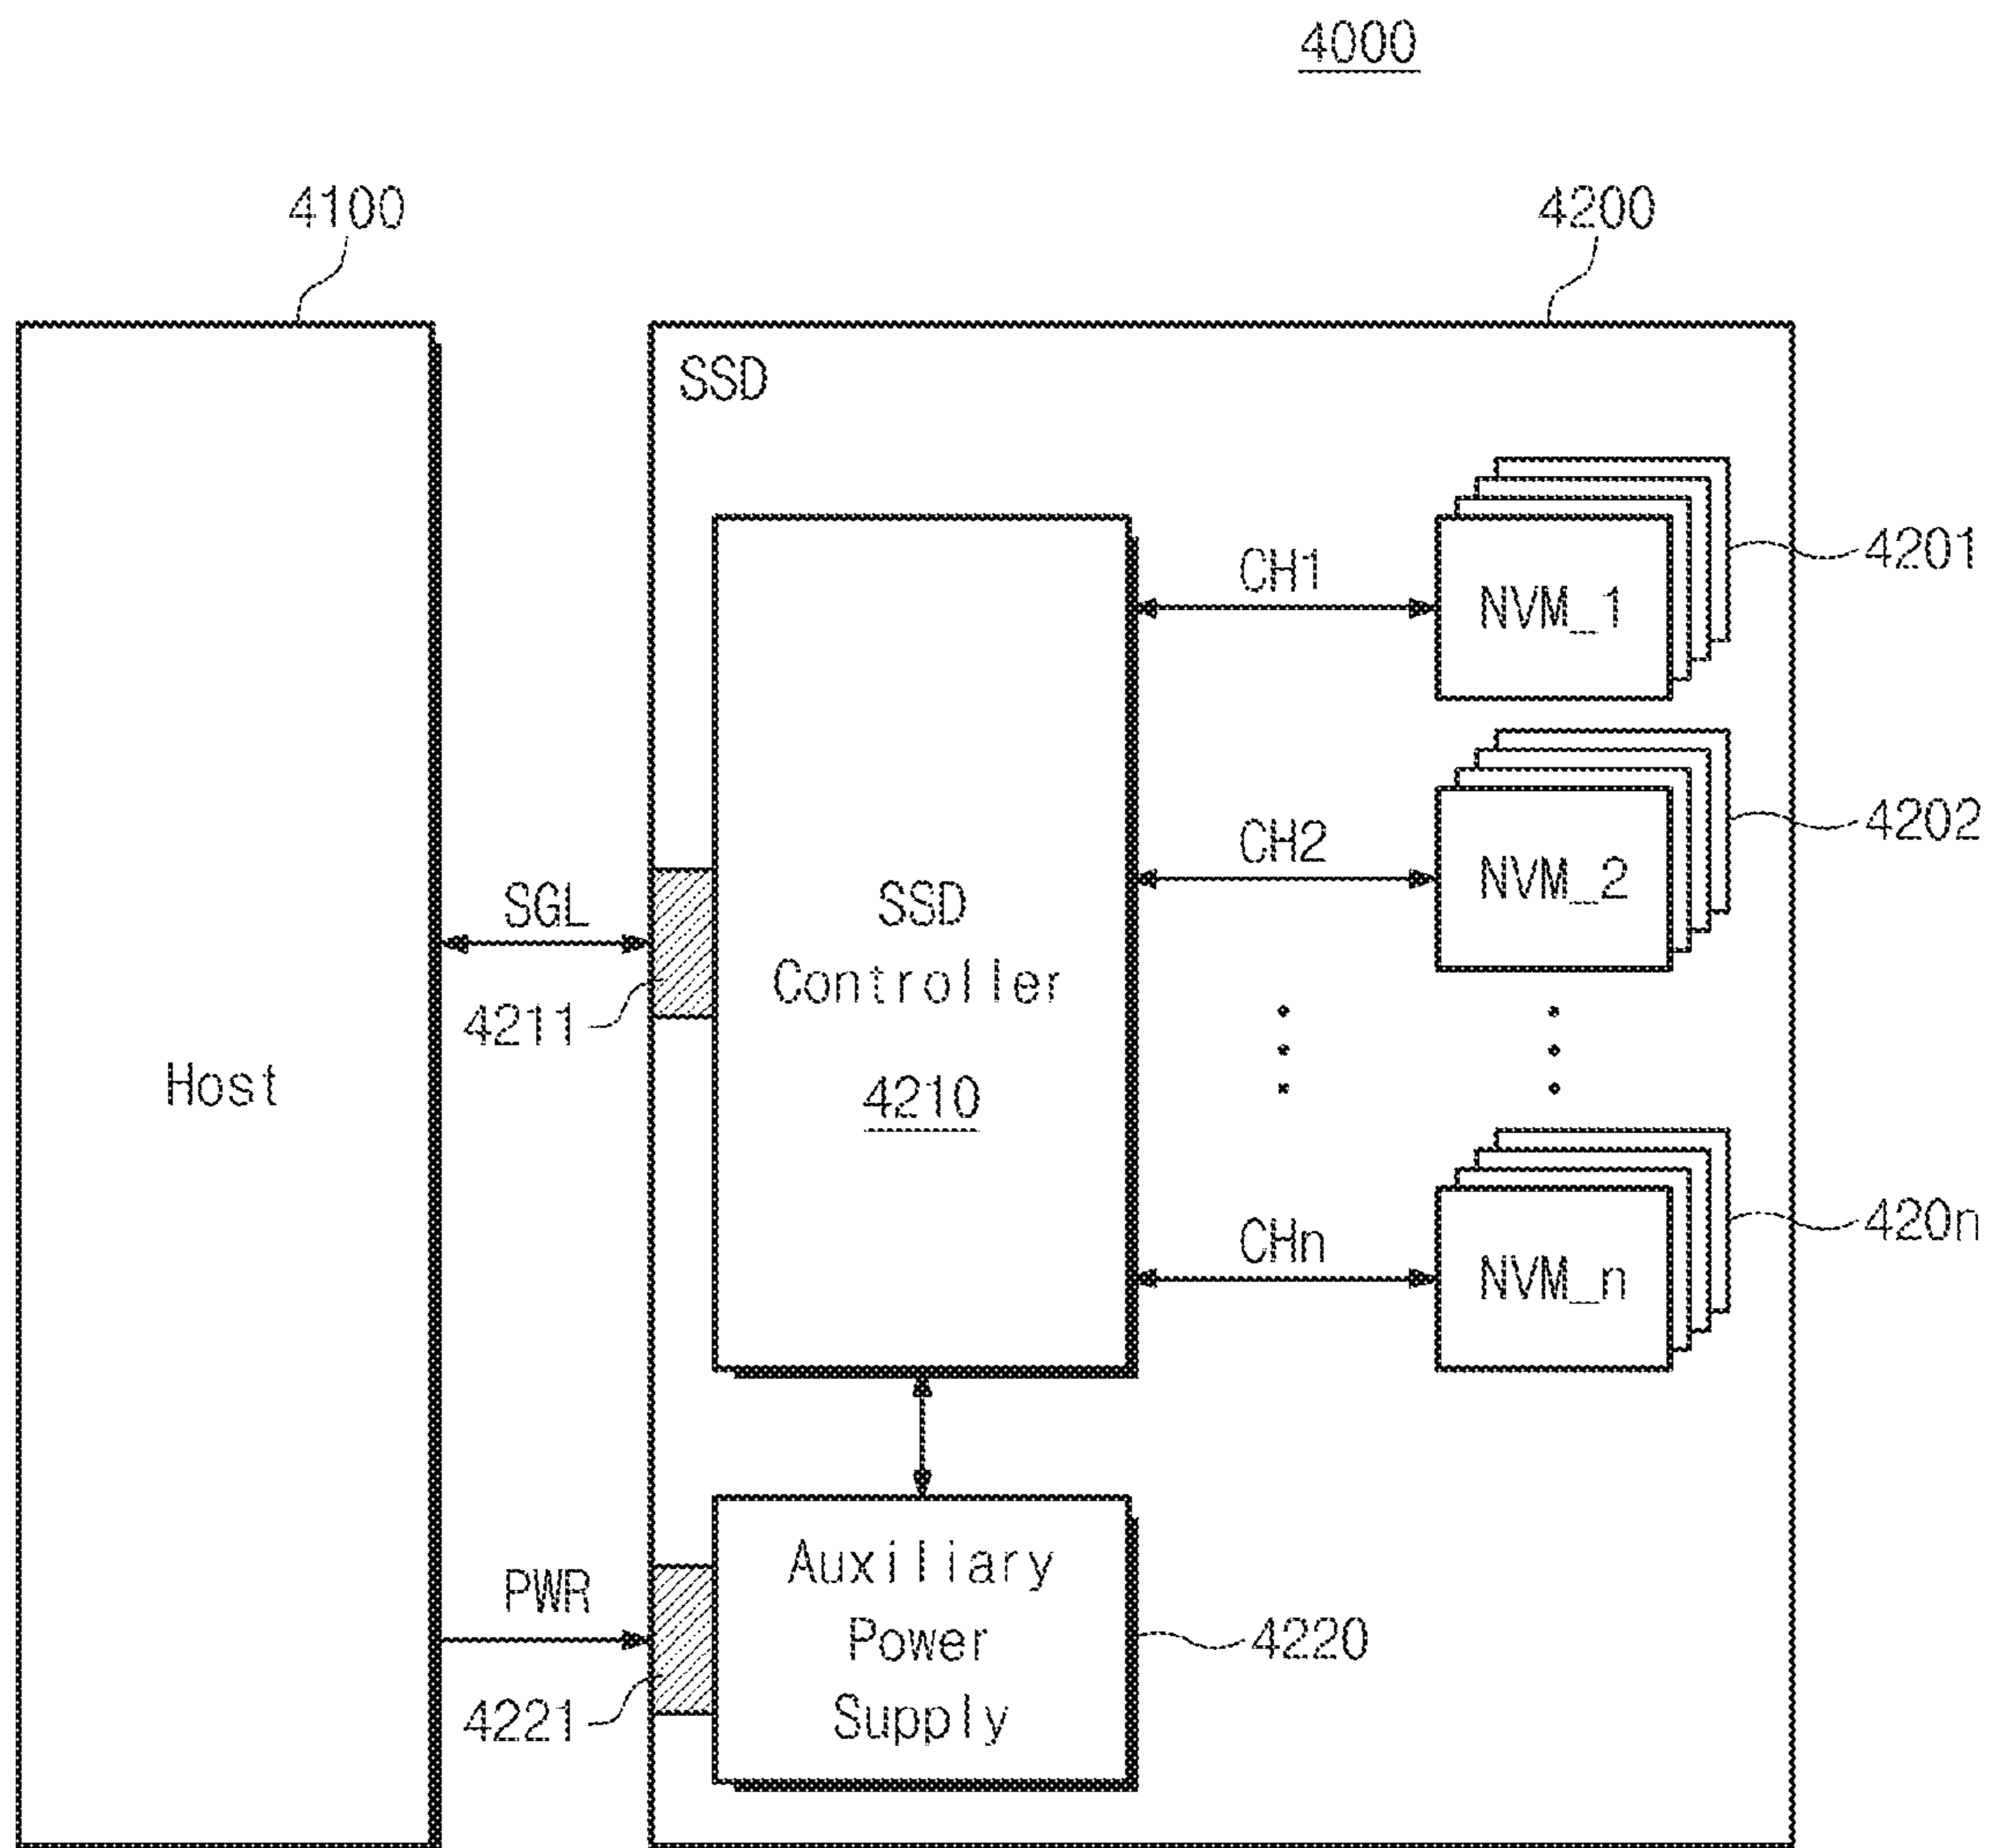 4000
4100
4200
SSD
CH1
NVM_1
4201
CH2
NVM_2
4202
SGL
4211
SSD
Controller
4210
Host
CHn
NVM_n
420n
PWR
4221
Auxiliary
Power
Supply
4220